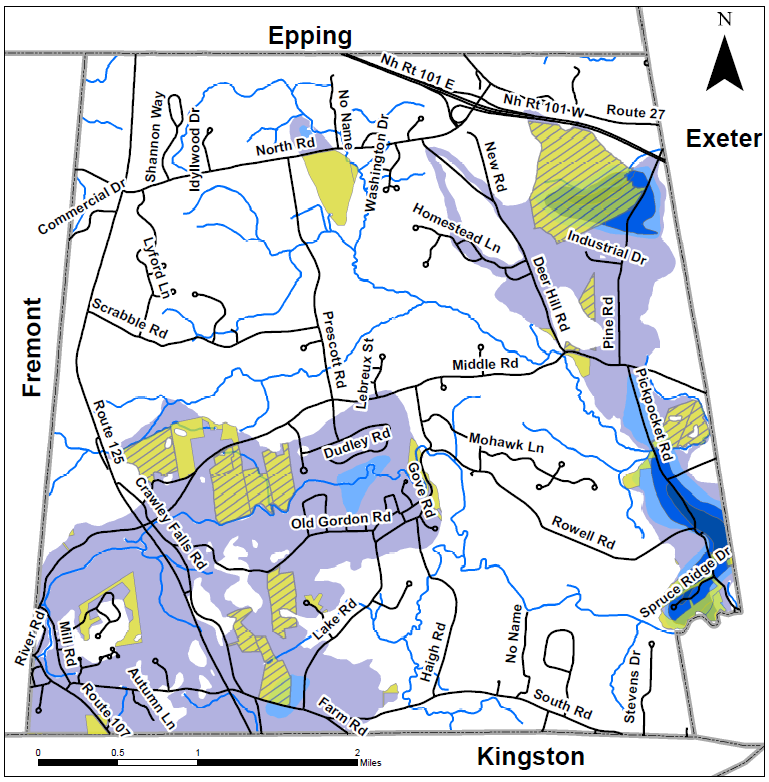 Epping
N
Nh Rt 101 E
Nh Rt 101 W
Route 27
Exeter
Shannon Way
Idyllwood Dr
No Name
Washington Dr
North Rd
New Rd
Commercial Dr
Homestead Ln
Industrial Dr
Lyford Ln
Deer Hill Rd
Pine Rd
Fremont
Scrabble Rd
Prescott Rd
Lebreux St
Middle Rd
Pickpocket Rd
Route 125
Dudley Rd
Mohawk Ln
Crawley Falls Rd
Gove Rd
Old Gordon Rd
Rowell Rd
Spruce Ridge Dr
River Rd
Mill Rd
Lake Rd
Haigh Rd
No Name
Stevens Dr
Autumn Ln
Route 107
Farm Rd
South Rd
0 0.5 1 2
Miles
Kingston